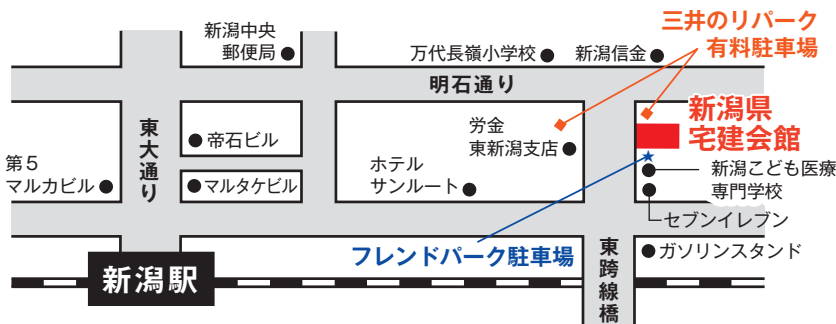 三井のリパーク
有料駐車場
新潟中央
郵便局
万代長嶺小学校
新潟信金
明石通り
新潟県
宅建会館
東大通り
帝石ビル
労金
東新潟支店
第5
マルカビル
マルタケビル
ホテル
サンルート
新潟こども医療
専門学校
セブンイレブン
フレンドパーク駐車場
東跨線橋
ガソリンスタンド
新潟駅